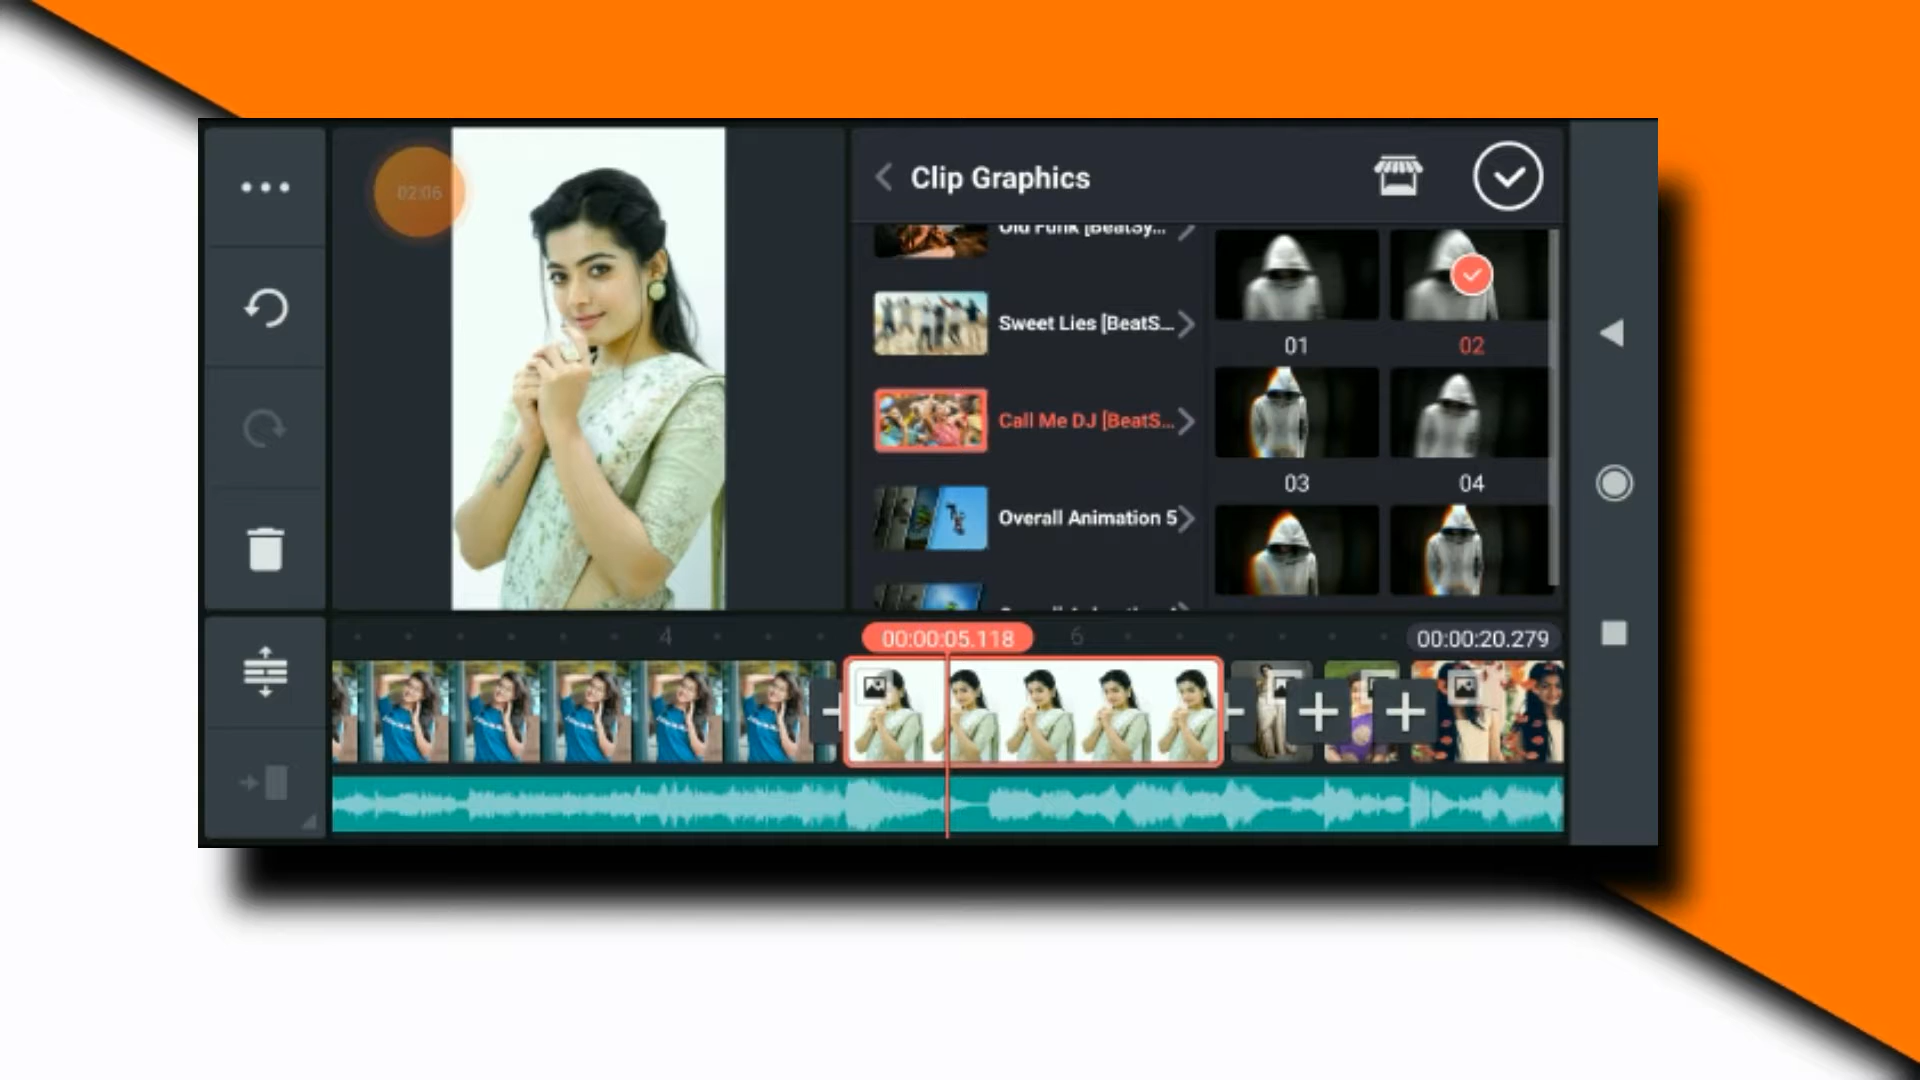 02:06
Clip Graphics
Old Funk [BeatSy...
Sweet Lies [BeatS...
Call Me DJ [BeatS...
Overall Animation 5
01
02
03
04
4
00:00:05.118
6
00:00:20.279